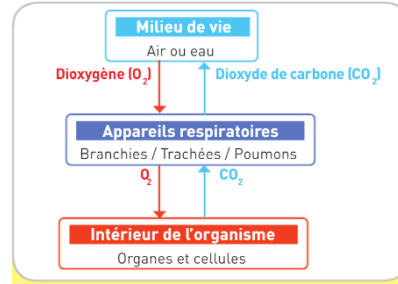 Milieu de vie
Air ou eau
Dioxygène (O₂) Dioxyde de carbone (CO₂)
Appareils respiratoires
Branchies / Trachées / Poumons
O₂ CO₂
Intérieur de l'organisme
Organes et cellules